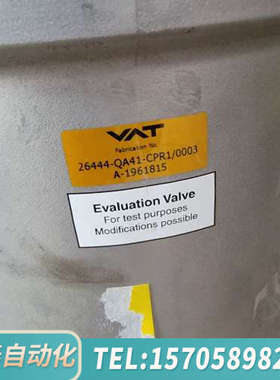 VAT
Fabrication No.
26444-QA41-CPR1/0003
A-1961815
Evaluation Valve
For test purposes
Modifications possible
自动化
TEL:157058982